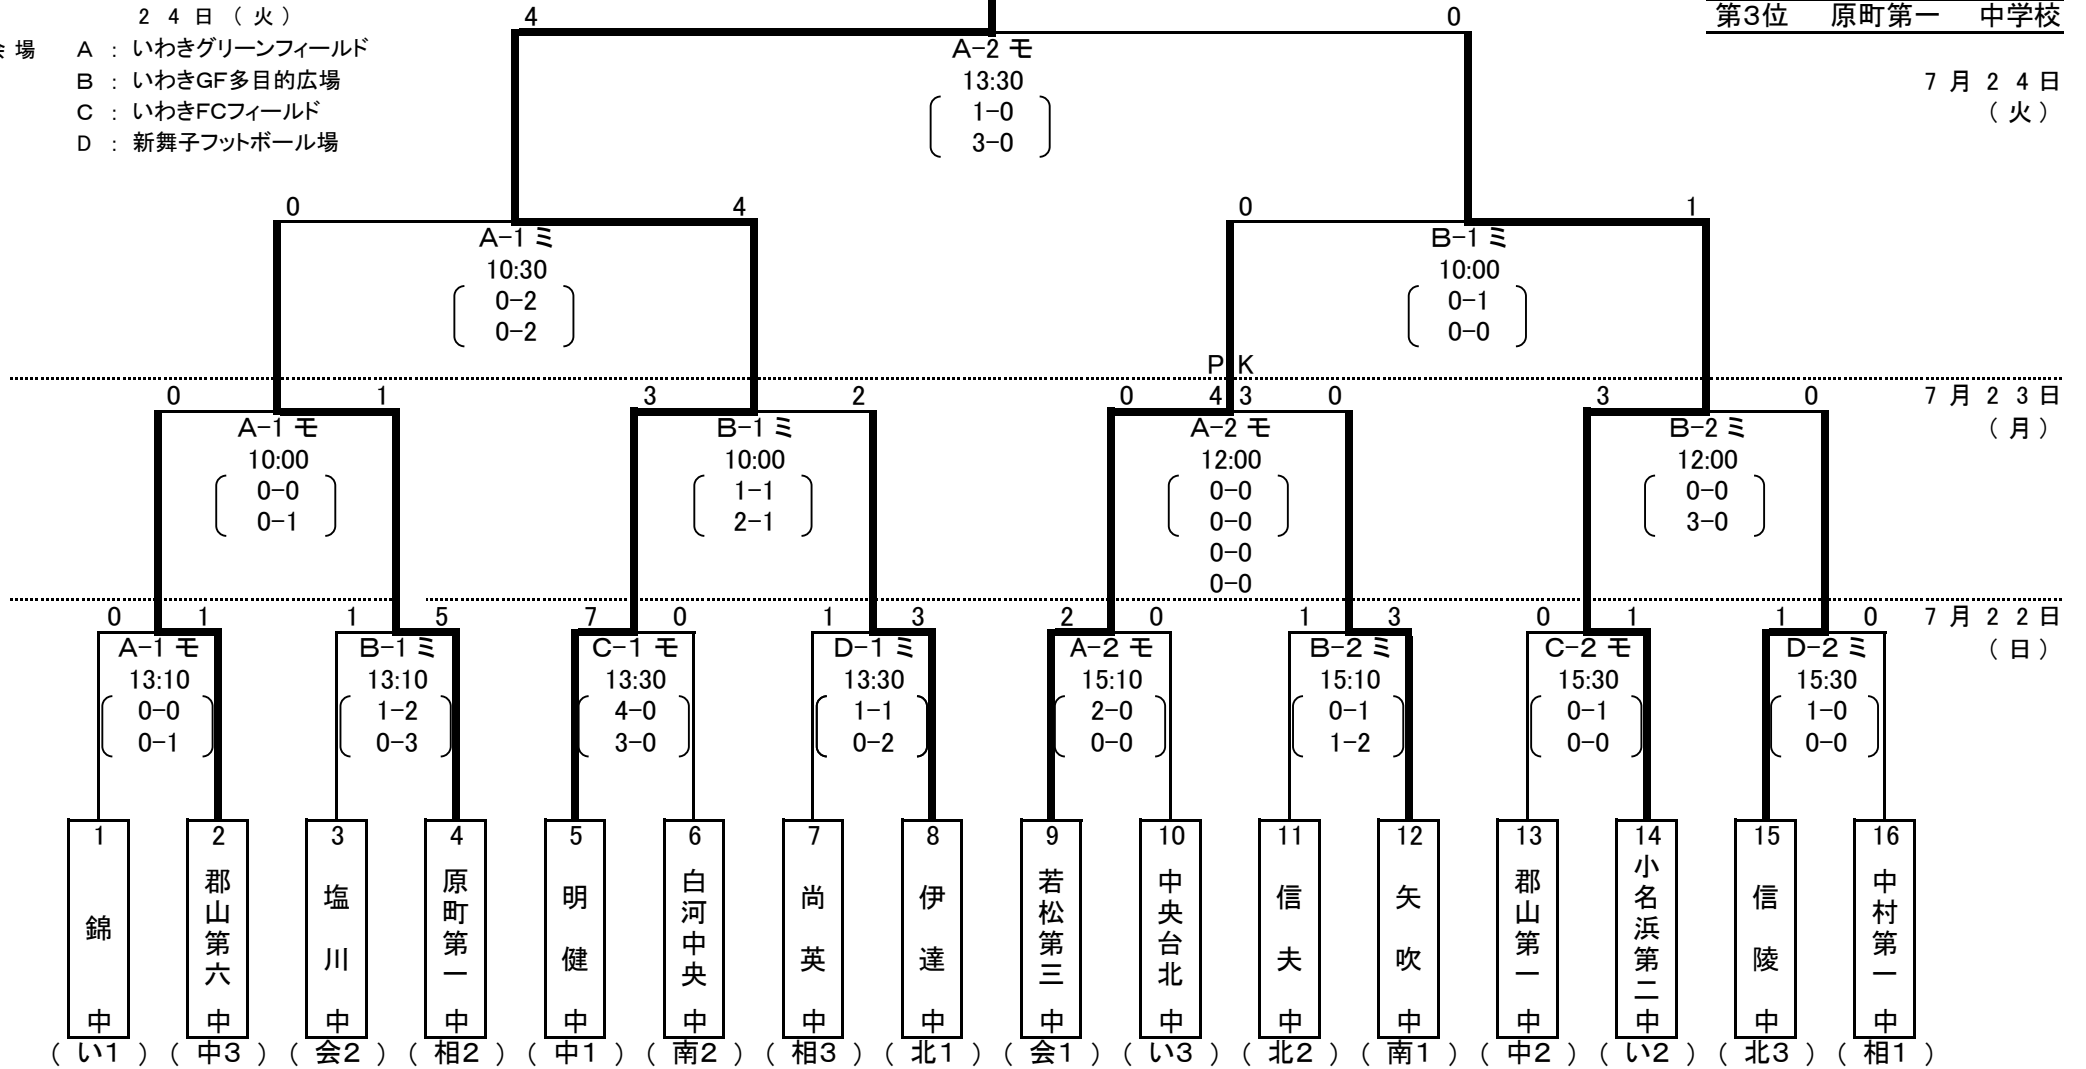 24日(火)
4
0
第3位 原町第一 中学校
会場 A : いわきグリーンフィールド
B : いわきGF多目的広場
C : いわきFCフィールド
D : 新舞子フットボール場
A-2 モ
13:30
1-0
3-0
7月24日
(火)
0
4
0
1
A-1 ミ
10:30
0-2
0-2
B-1 ミ
10:00
0-1
0-0
PK
0 1 3 2 0 4 3 0 3 0
7月23日
(月)
A-1 モ
10:00
0-0
0-1
B-1 ミ
10:00
1-1
2-1
A-2 モ
12:00
0-0
0-0
0-0
0-0
B-2 ミ
12:00
0-0
3-0
0 1 1 5 7 0 1 3 2 0 1 3 0 1 1 0
7月22日
(日)
A-1 モ
13:10
0-0
0-1
B-1 ミ
13:10
1-2
0-3
C-1 モ
13:30
4-0
3-0
D-1 ミ
13:30
1-1
0-2
A-2 モ
15:10
2-0
0-0
B-2 ミ
15:10
0-1
1-2
C-2 モ
15:30
0-1
0-0
D-2 ミ
15:30
1-0
0-0
1
錦中
(い1)
2
郡山第六中
(中3)
3
塩川中
(会2)
4
原町第一中
(相2)
5
明健中
(中1)
6
白河中央中
(南2)
7
尚英中
(相3)
8
伊達中
(北1)
9
若松第三中
(会1)
10
中央台北中
(い3)
11
信夫中
(北2)
12
矢吹中
(南1)
13
郡山第一中
(中2)
14
小名浜第二中
(い2)
15
信陵中
(北3)
16
中村第一中
(相1)